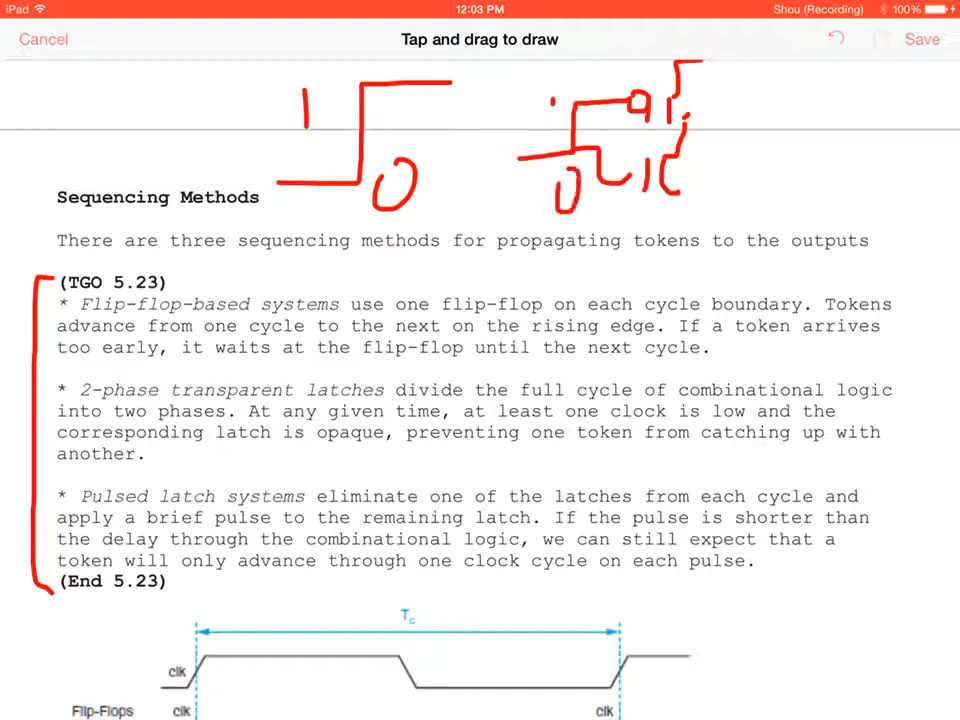 iPad 12:03 PM Shou (Recording) 100%
Cancel Tap and drag to draw Save
1 0
0
Sequencing Methods
There are three sequencing methods for propagating tokens to the outputs
(TGO 5.23)
* Flip-flop-based systems use one flip-flop on each cycle boundary. Tokens
advance from one cycle to the next on the rising edge. If a token arrives
too early, it waits at the flip-flop until the next cycle.
* 2-phase transparent latches divide the full cycle of combinational logic
into two phases. At any given time, at least one clock is low and the
corresponding latch is opaque, preventing one token from catching up with
another.
* Pulsed latch systems eliminate one of the latches from each cycle and
apply a brief pulse to the remaining latch. If the pulse is shorter than
the delay through the combinational logic, we can still expect that a
token will only advance through one clock cycle on each pulse.
(End 5.23)
Tc
clk
Flip-Flops clk clk